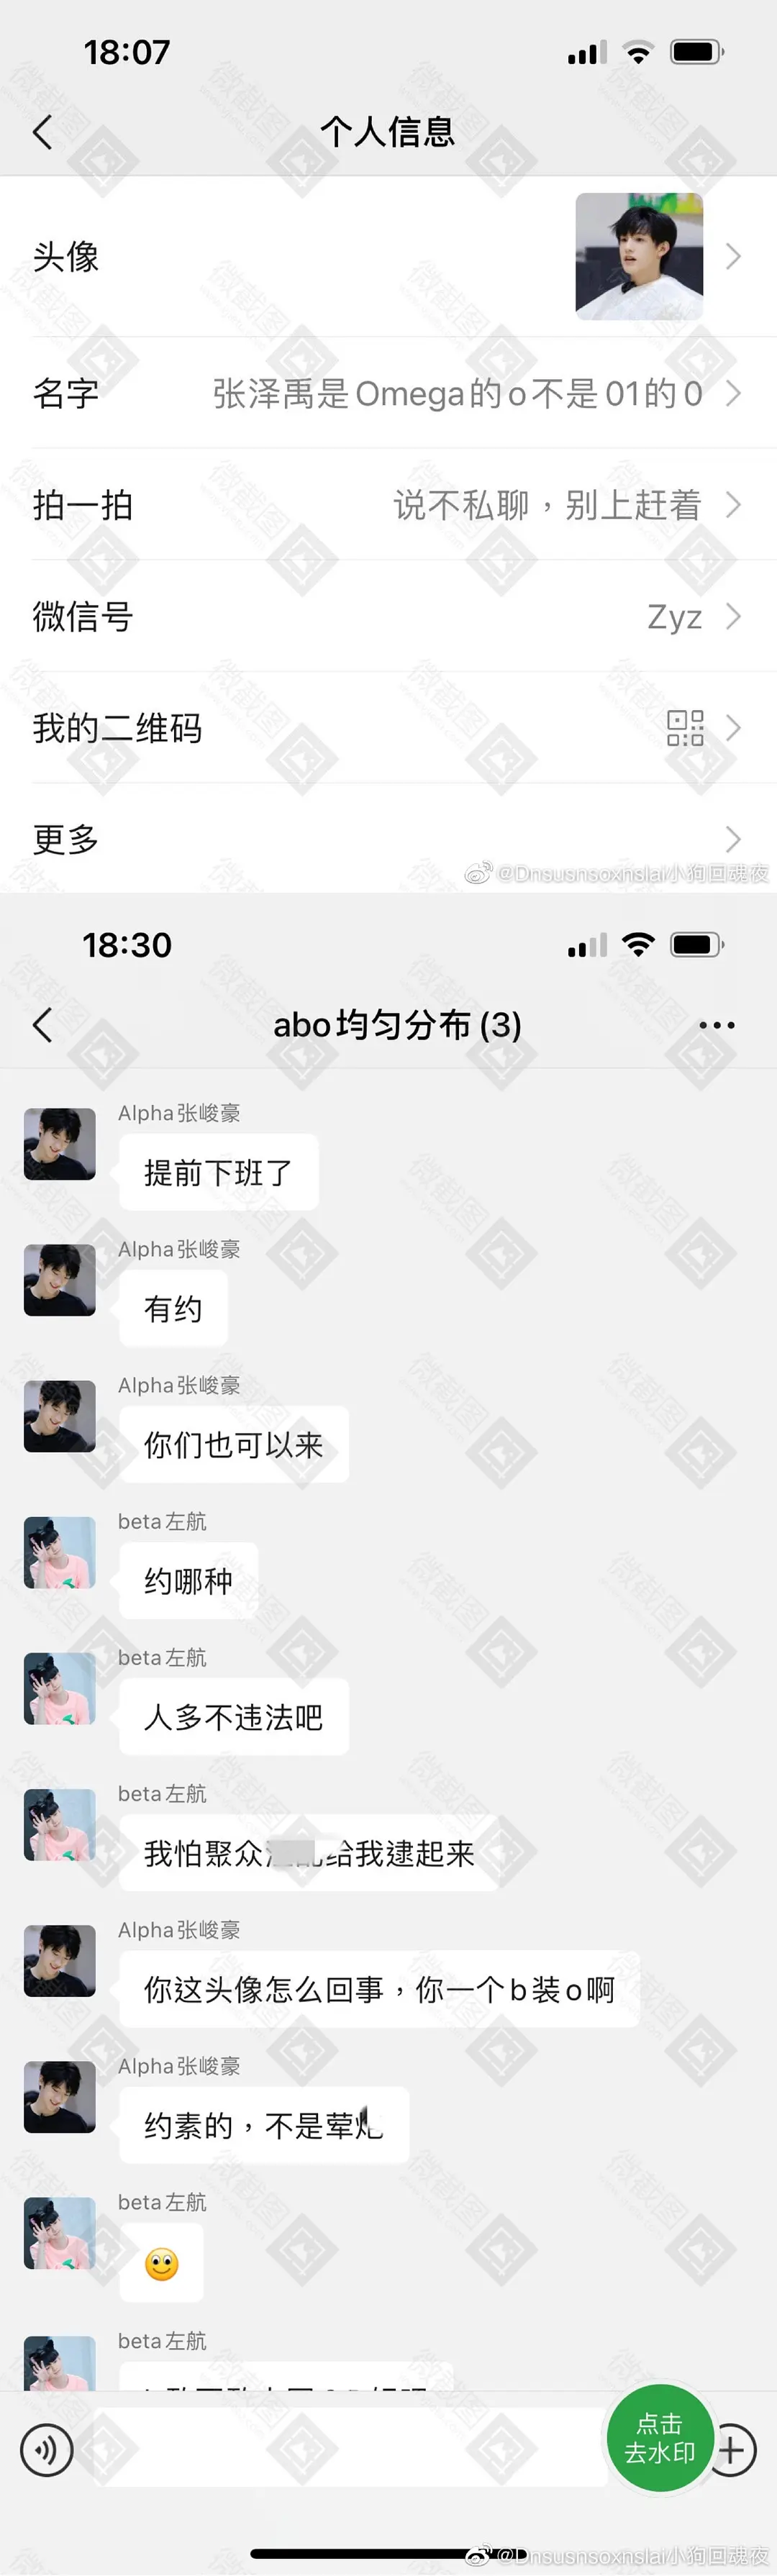 18:07
个人信息
头像
名字 张泽禹是Omega的o不是01的0
拍一拍 说不私聊，别上赶着
微信号 Zyz
我的二维码
更多
@Dnsusnsoxnslai小狗回魂夜
18:30
abo均匀分布(3)
Alpha张峻豪
提前下班了
Alpha张峻豪
有约
Alpha张峻豪
你们也可以来
beta左航
约哪种
beta左航
人多不违法吧
beta左航
我怕聚众给我逮起来
Alpha张峻豪
你这头像怎么回事，你一个b装o啊
Alpha张峻豪
约素的，不是荤
beta左航
beta左航
点击
去水印
@Dnsusnsoxnslai小狗回魂夜
微截图